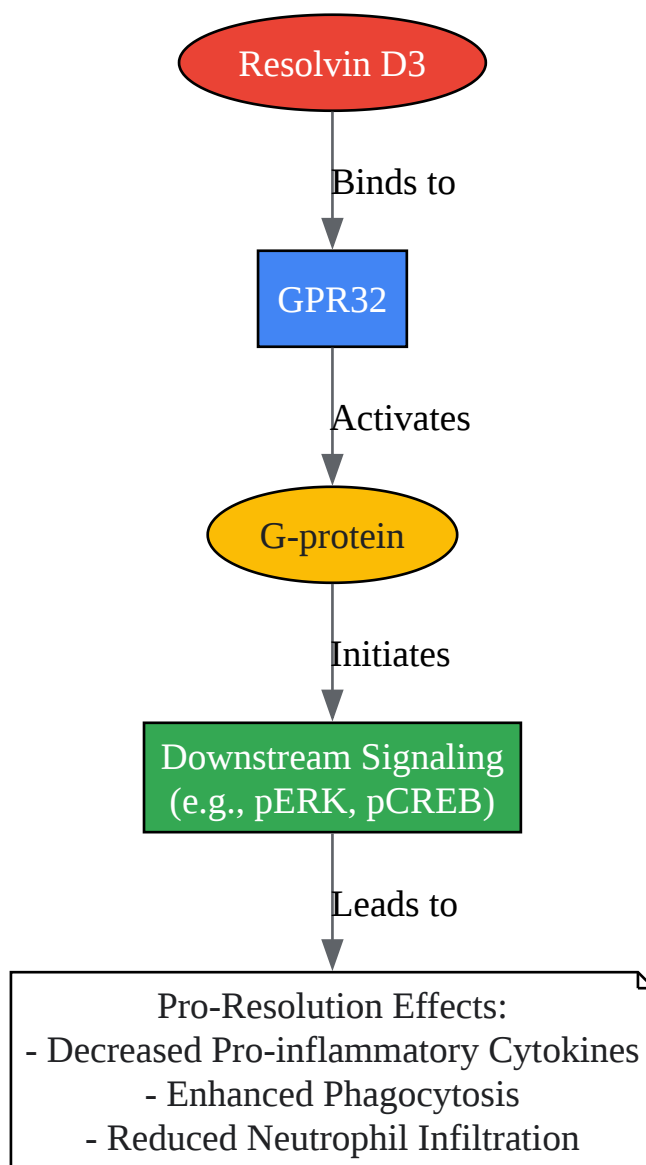 Resolvin D3
Binds to
GPR32
Activates
G-protein
Initiates
Downstream Signaling
(e.g., pERK, pCREB)
Leads to
Pro-Resolution Effects:
- Decreased Pro-inflammatory Cytokines
- Enhanced Phagocytosis
- Reduced Neutrophil Infiltration